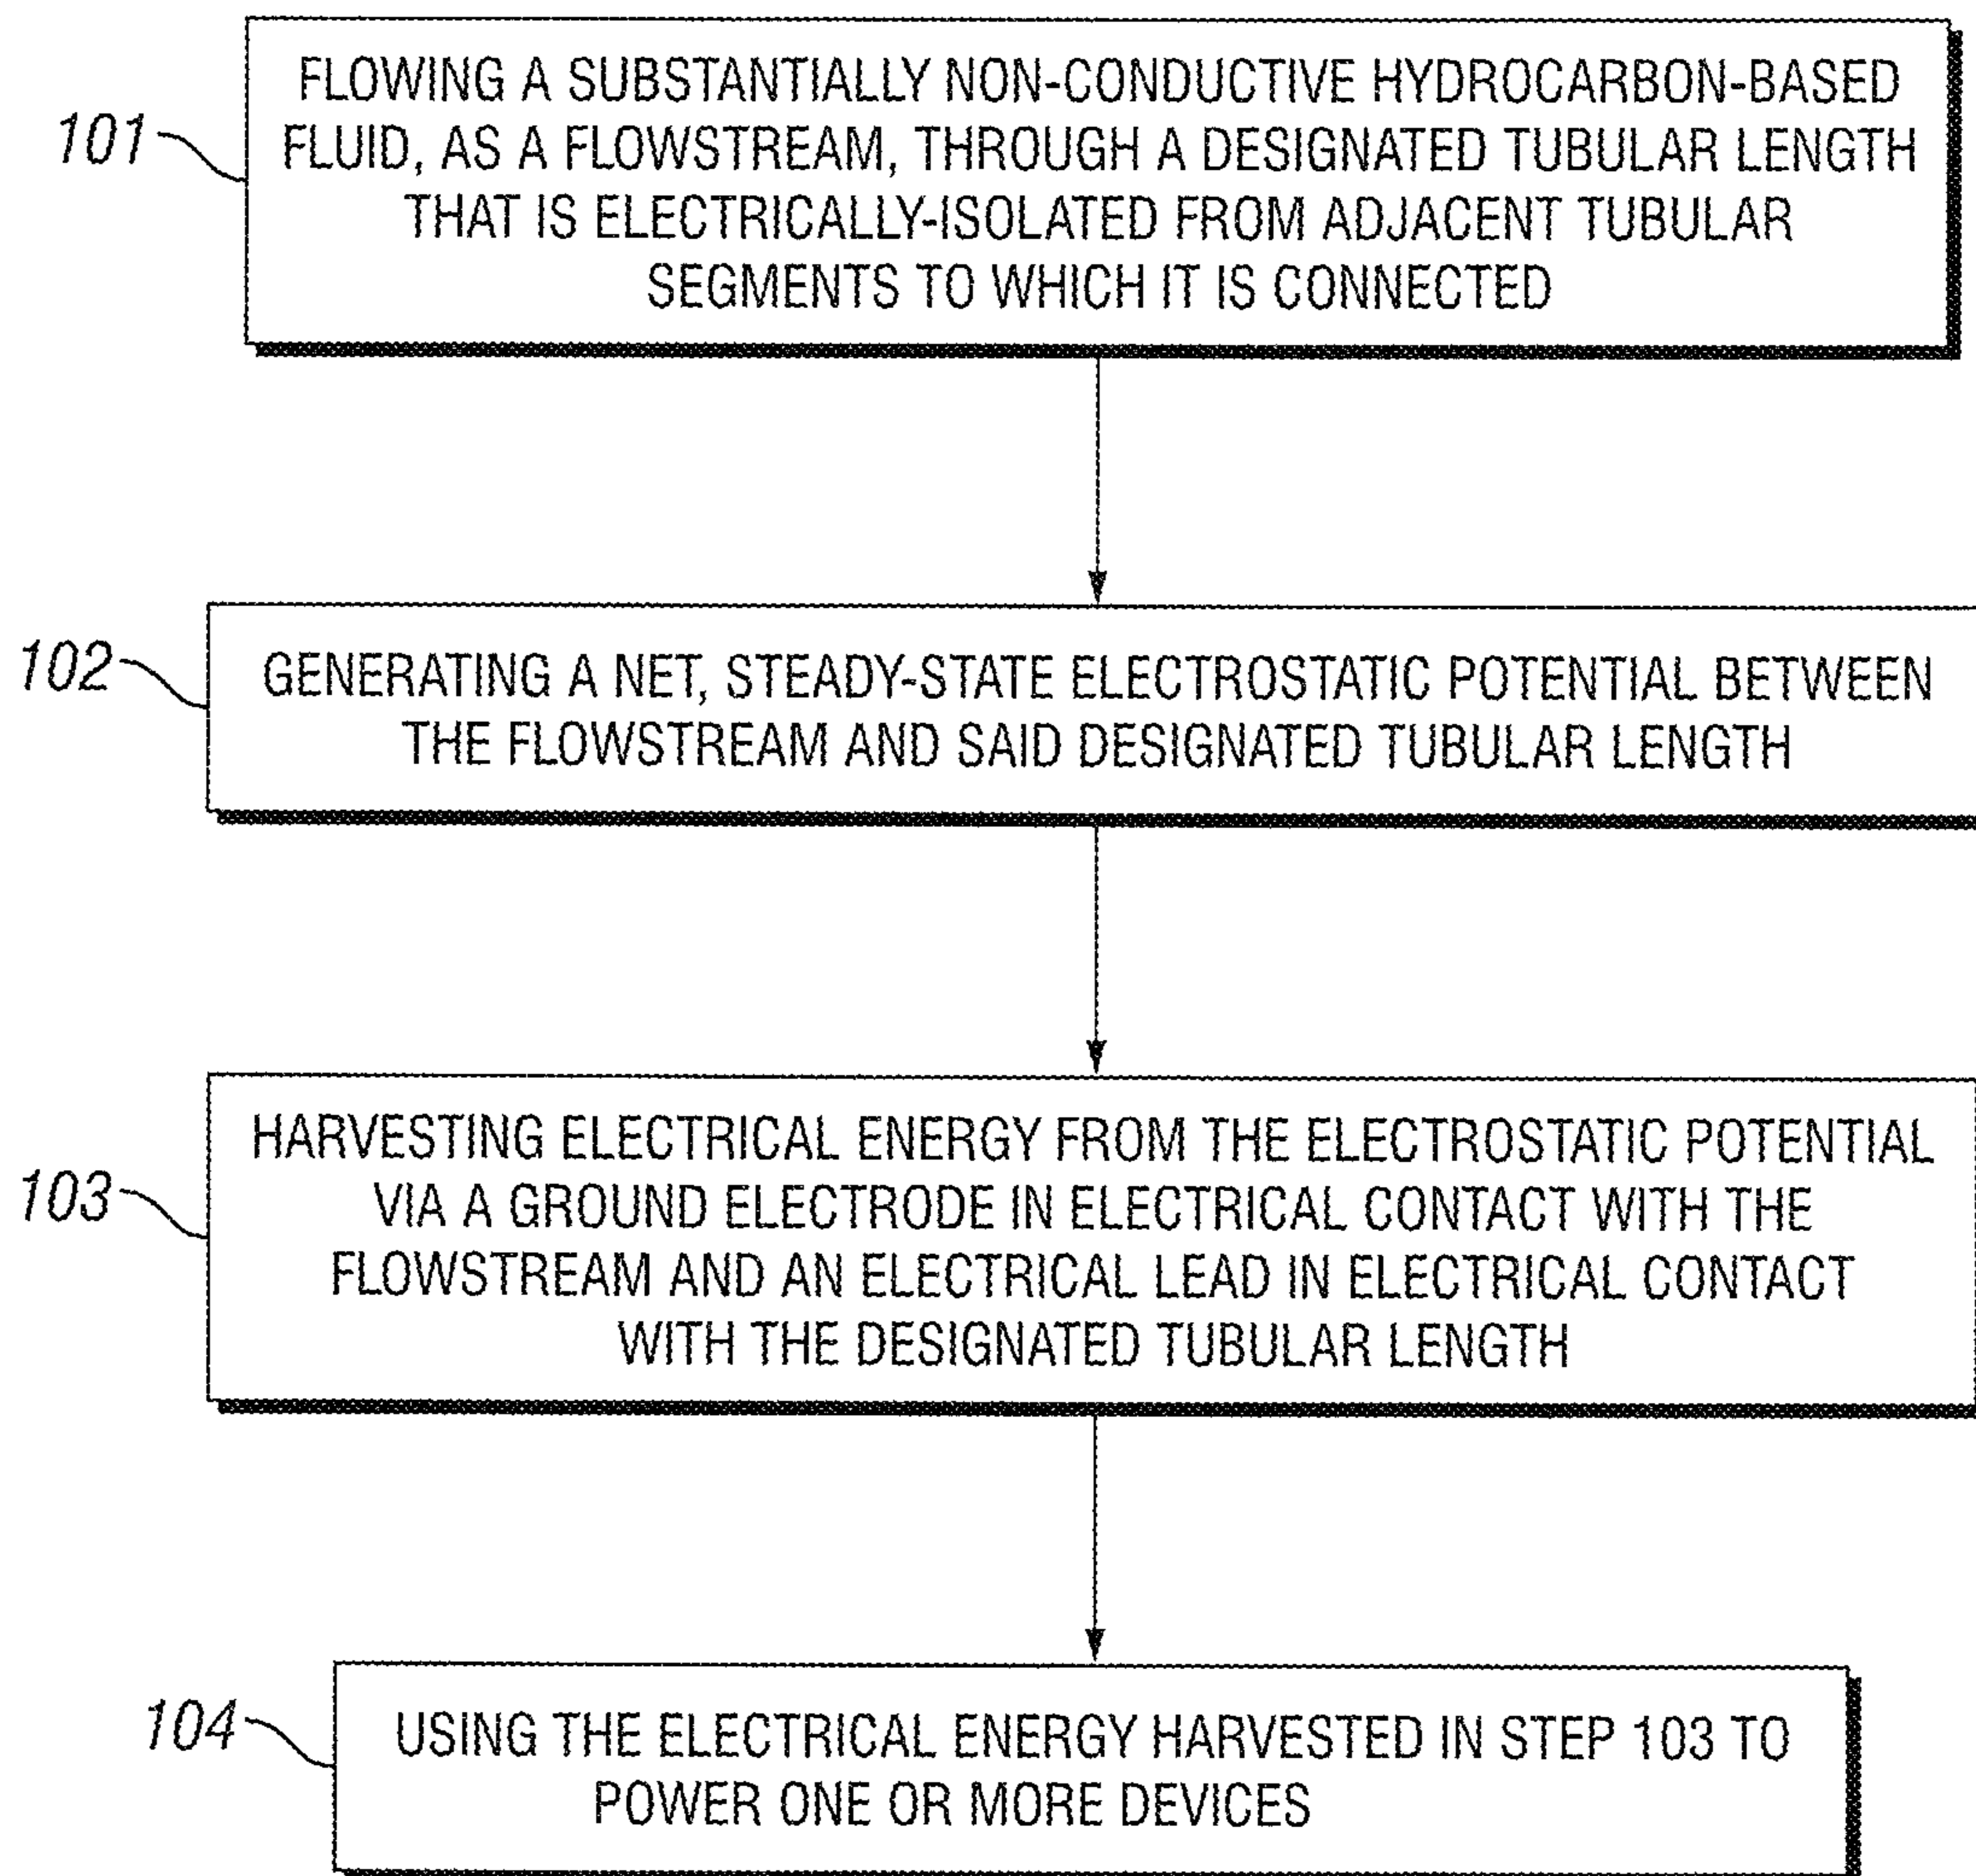 101
FLOWING A SUBSTANTIALLY NON-CONDUCTIVE HYDROCARBON-BASED
FLUID, AS A FLOWSTREAM, THROUGH A DESIGNATED TUBULAR LENGTH
THAT IS ELECTRICALLY-ISOLATED FROM ADJACENT TUBULAR
SEGMENTS TO WHICH IT IS CONNECTED
102
GENERATING A NET, STEADY-STATE ELECTROSTATIC POTENTIAL BETWEEN
THE FLOWSTREAM AND SAID DESIGNATED TUBULAR LENGTH
103
HARVESTING ELECTRICAL ENERGY FROM THE ELECTROSTATIC POTENTIAL
VIA A GROUND ELECTRODE IN ELECTRICAL CONTACT WITH THE
FLOWSTREAM AND AN ELECTRICAL LEAD IN ELECTRICAL CONTACT
WITH THE DESIGNATED TUBULAR LENGTH
104
USING THE ELECTRICAL ENERGY HARVESTED IN STEP 103 TO
POWER ONE OR MORE DEVICES